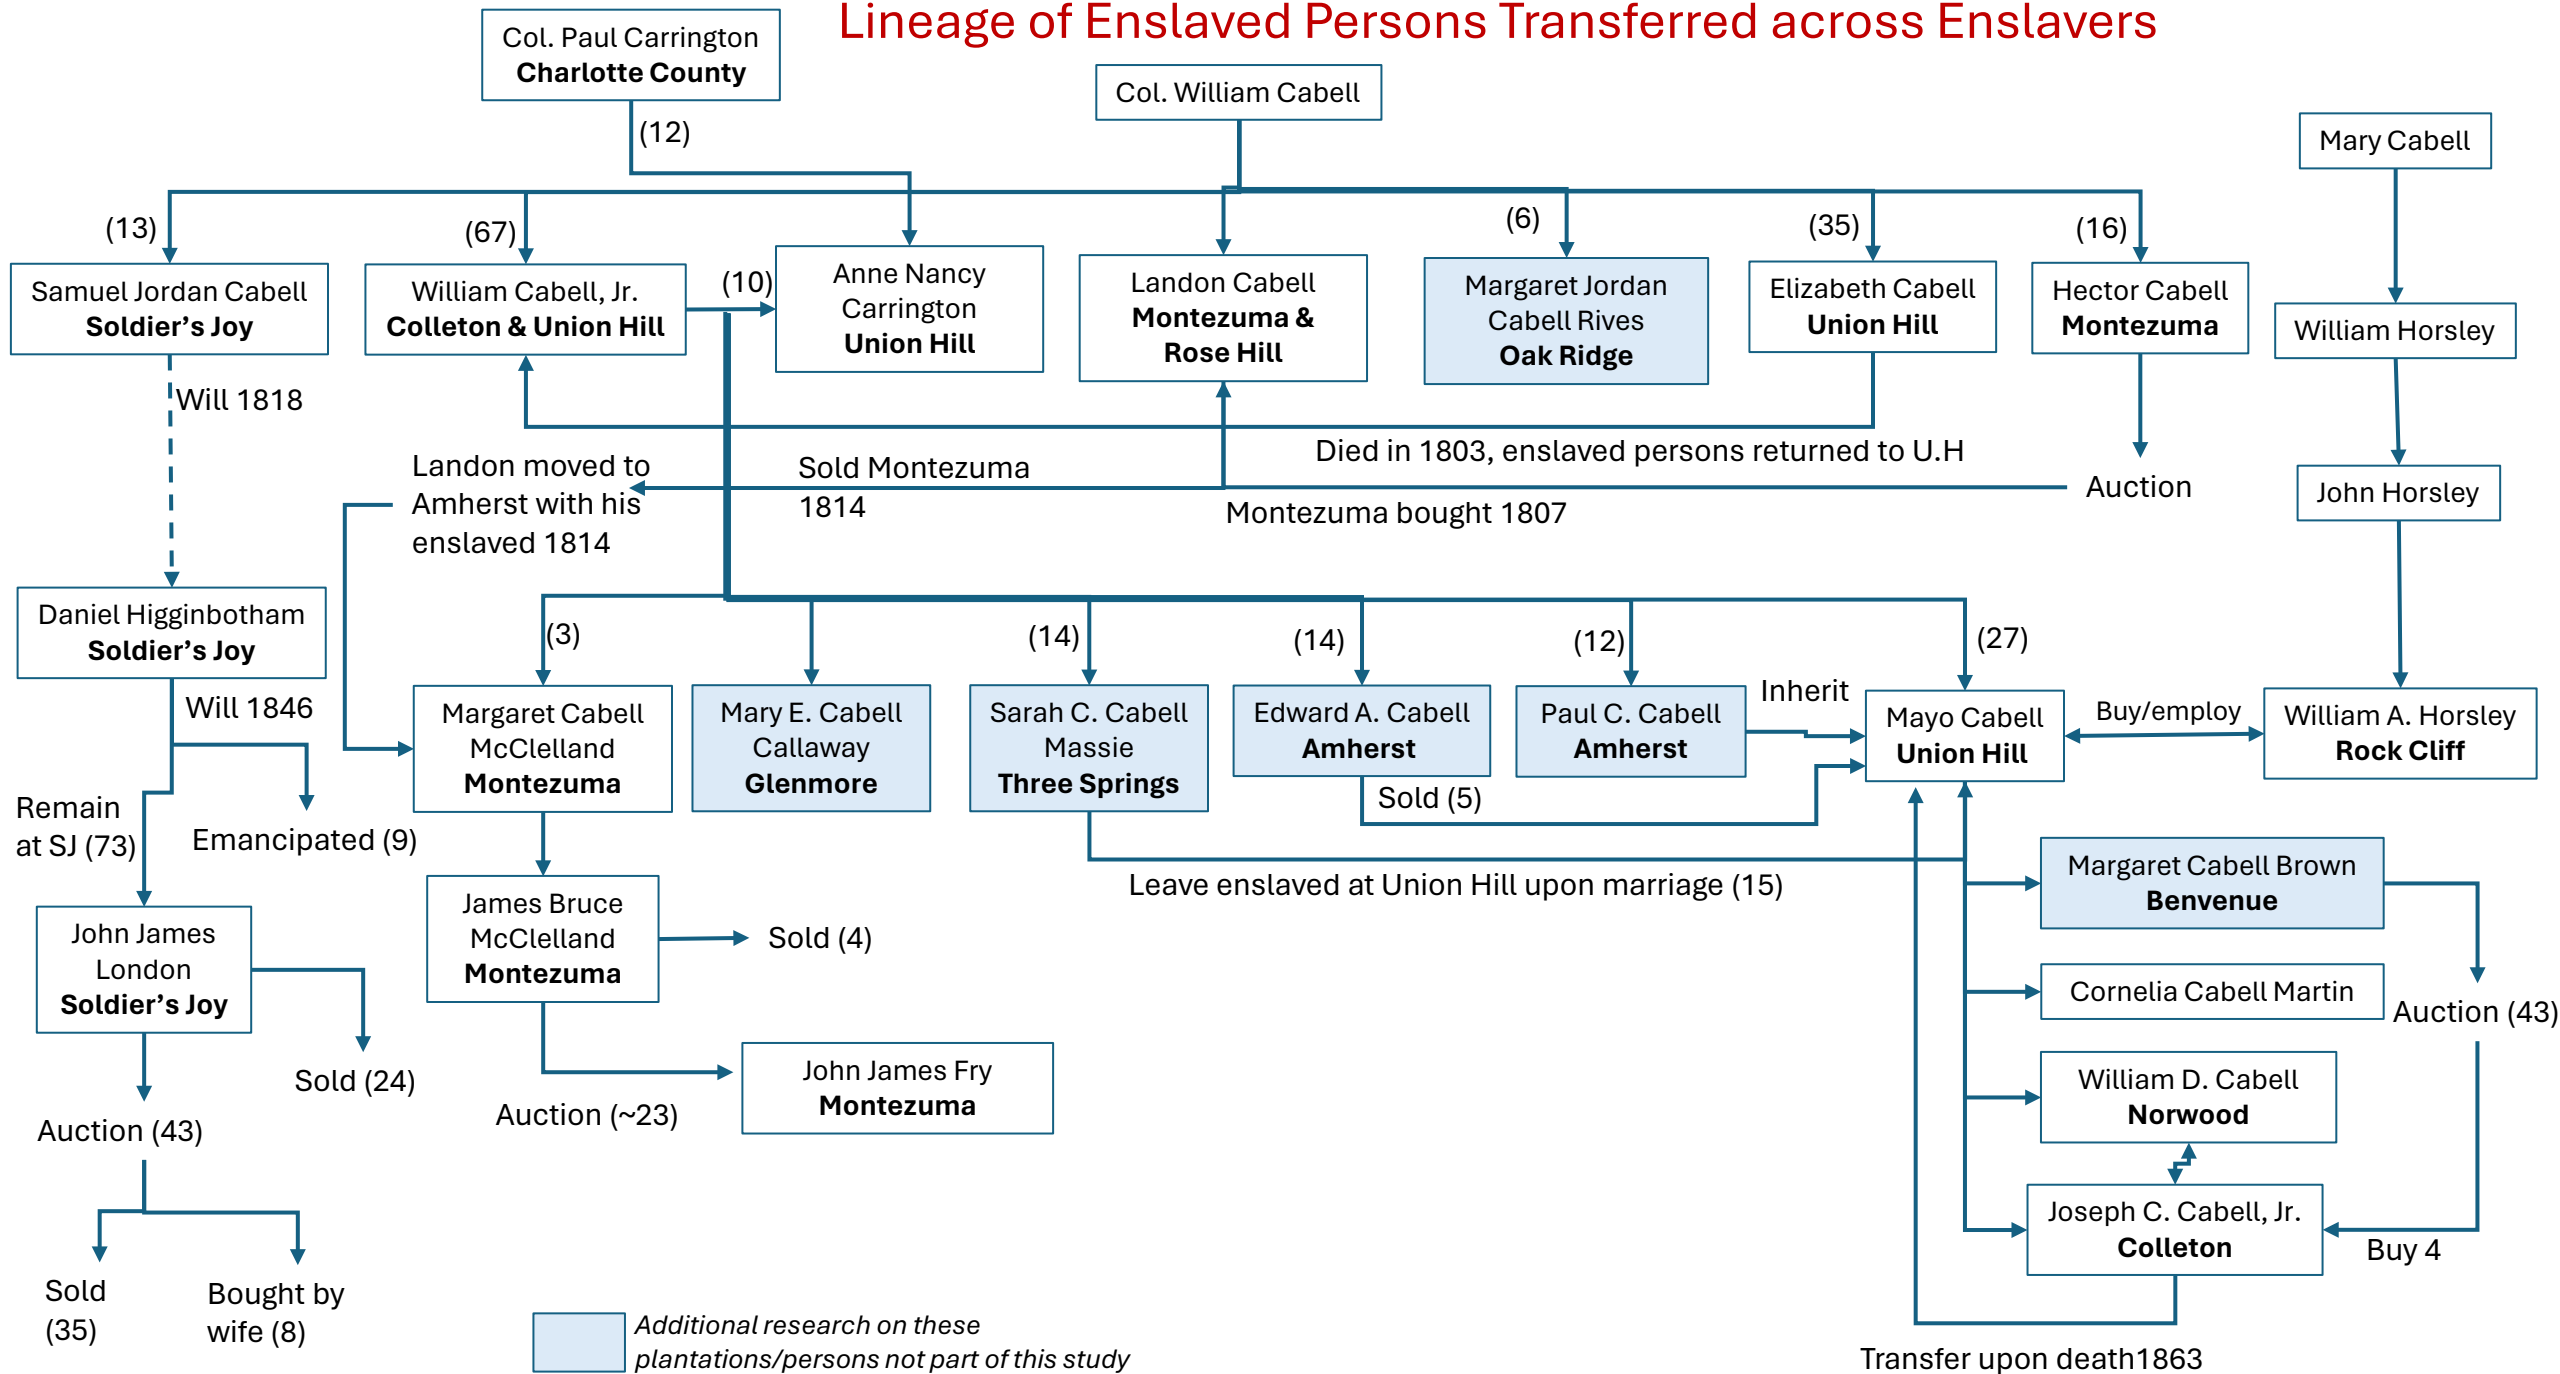 Lineage of Enslaved Persons Transferred across Enslavers
Col. Paul Carrington
Charlotte County
Col. William Cabell
Mary Cabell
(12)
(13)
(67)
(10)
(6)
(35)
(16)
Samuel Jordan Cabell
Soldier’s Joy
William Cabell, Jr.
Colleton & Union Hill
Anne Nancy
Carrington
Union Hill
Landon Cabell
Montezuma &
Rose Hill
Margaret Jordan
Cabell Rives
Oak Ridge
Elizabeth Cabell
Union Hill
Hector Cabell
Montezuma
William Horsley
Will 1818
Died in 1803, enslaved persons returned to U.H
Landon moved to
Amherst with his
enslaved 1814
Sold Montezuma
1814
Montezuma bought 1807
Auction
John Horsley
Daniel Higginbotham
Soldier’s Joy
(3)
(14)
(14)
(12)
(27)
Will 1846
Margaret Cabell
McClelland
Montezuma
Mary E. Cabell
Callaway
Glenmore
Sarah C. Cabell
Massie
Three Springs
Edward A. Cabell
Amherst
Paul C. Cabell
Amherst
Inherit
Mayo Cabell
Union Hill
Buy/employ
William A. Horsley
Rock Cliff
Remain
at SJ (73)
Emancipated (9)
Sold (5)
Leave enslaved at Union Hill upon marriage (15)
Margaret Cabell Brown
Benvenue
John James
London
Soldier’s Joy
James Bruce
McClelland
Montezuma
Sold (4)
Cornelia Cabell Martin
Auction (43)
Sold (24)
John James Fry
Montezuma
Auction (~23)
William D. Cabell
Norwood
Auction (43)
Joseph C. Cabell, Jr.
Colleton
Buy 4
Sold
(35)
Bought by
wife (8)
Additional research on these
plantations/persons not part of this study
Transfer upon death1863